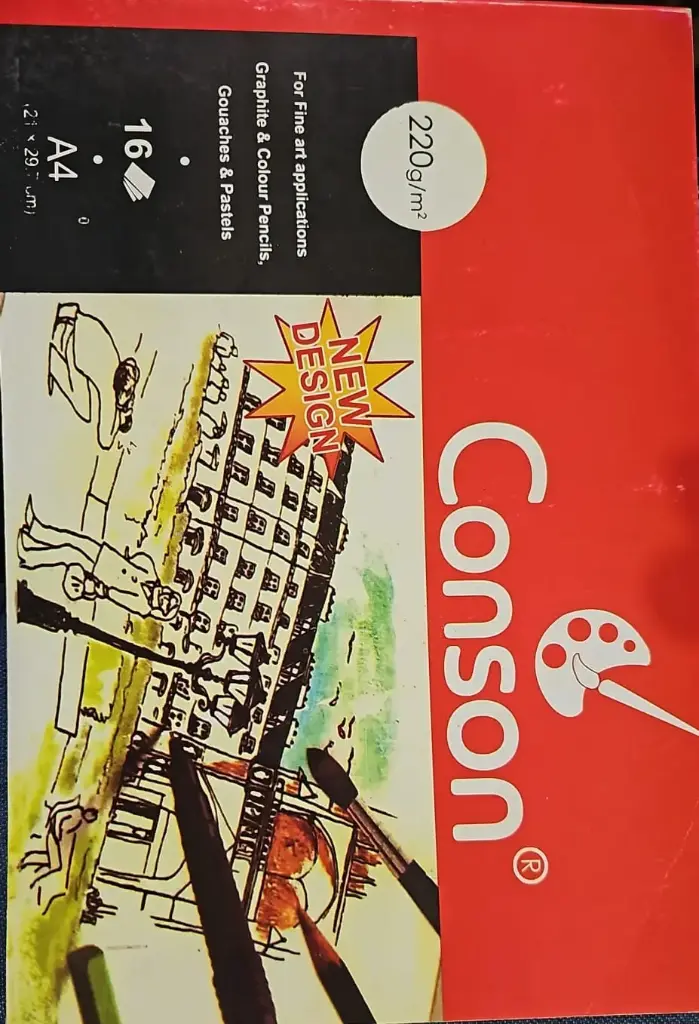 Conson®
220g/m²
For Fine art applications
Graphite & Colour Pencils,
Gouaches & Pastels
16
A4
NEW
DESIGN